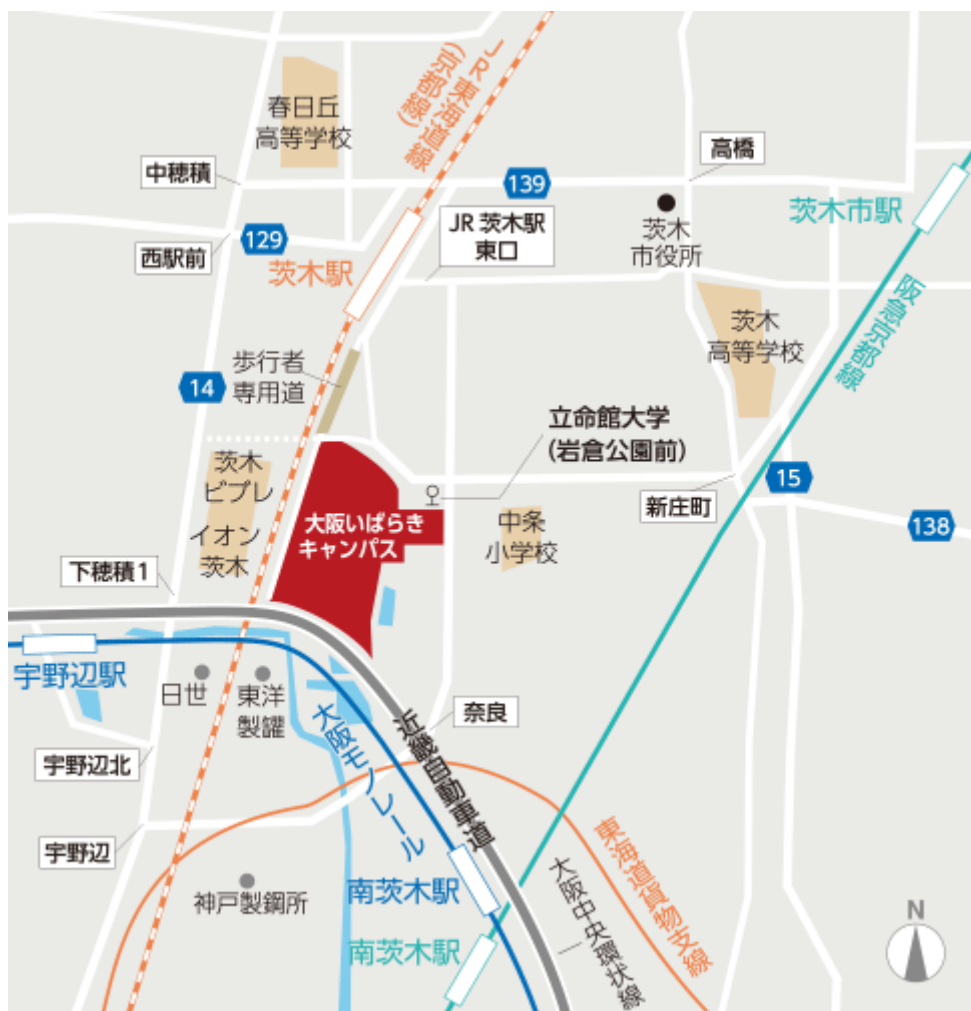 JR東海道線
(京都線)
春日丘
高等学校
中穂積
139
高橋
茨木市駅
129
西駅前
茨木駅
JR 茨木駅
東口
茨木
市役所
阪急京都線
茨木
高等学校
歩行者
専用道
14
立命館大学
(岩倉公園前)
茨木
ビブレ
イオン
茨木
大阪いばらき
キャンパス
中条
小学校
新庄町
15
138
下穂積1
宇野辺駅
日世
東洋
製罐
大阪モノレール
奈良
近畿自動車道
宇野辺北
宇野辺
神戸製鋼所
南茨木駅
南茨木駅
大阪中央環状線
東海道貨物支線
N